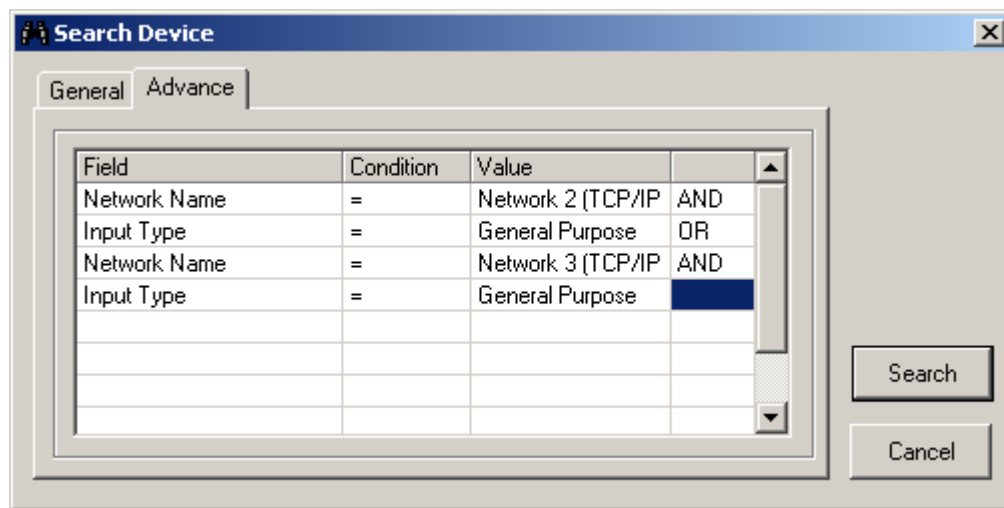 Search Device
General Advance
Field Condition Value
Network Name = Network 2 (TCP/IP AND
Input Type = General Purpose OR
Network Name = Network 3 (TCP/IP AND
Input Type = General Purpose
Search
Cancel